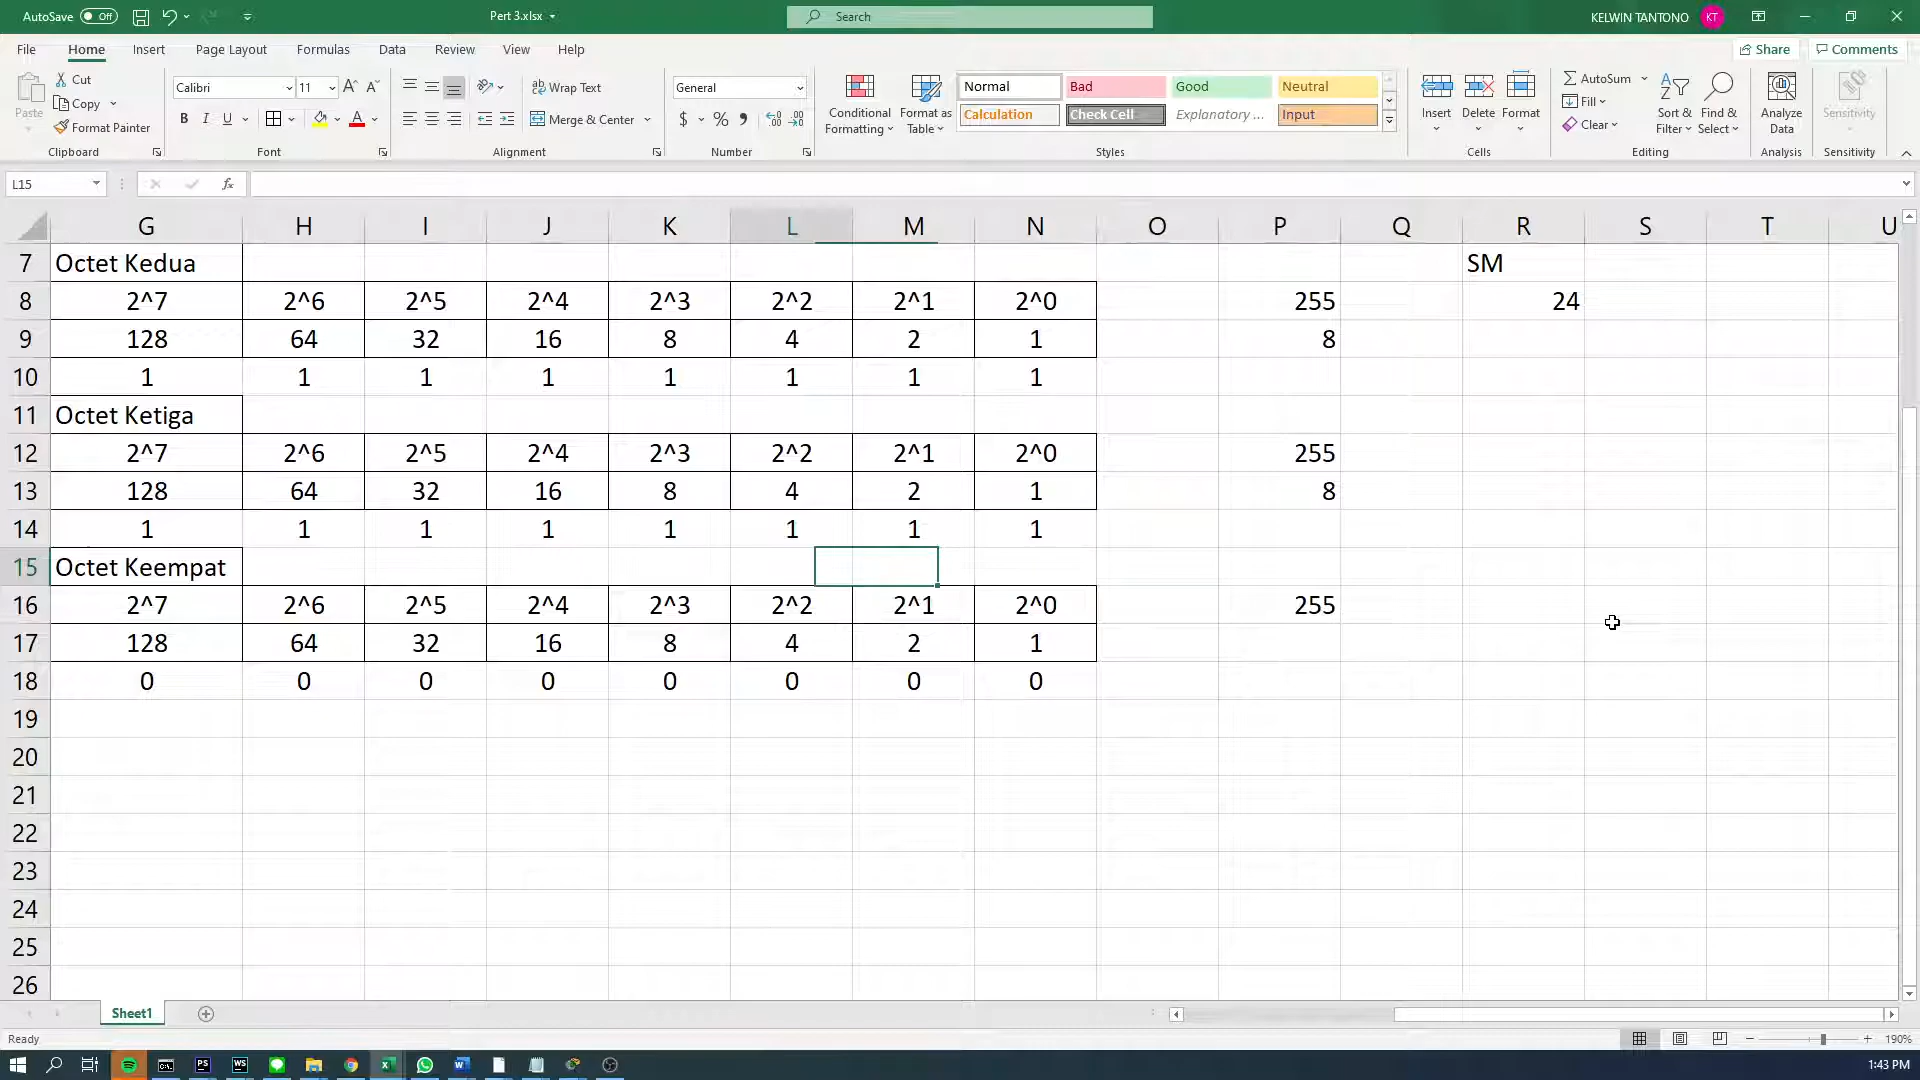 AutoSave Off Part 3.xlsx Search KELWIN TANTONO KT
File Home Insert Page Layout Formulas Data Review View Help Share Comments
Paste Cut Copy Format Painter Clipboard
Calibri 11 A A B I U A Font
Wrap Text Merge & Center Alignment
General $ % Number
Conditional Formatting Format as Table Normal Bad Good Neutral Calculation Check Cell Explanatory ... Input Styles
Insert Delete Format Cells
AutoSum Fill Clear Sort & Filter Find & Select Editing
Analyze Data Analysis Sensitivity Sensitivity
L15 fx
G H I J K L M N O P Q R S T U
7 Octet Kedua SM
8 2^7 2^6 2^5 2^4 2^3 2^2 2^1 2^0 255 24
9 128 64 32 16 8 4 2 1 8
10 1 1 1 1 1 1 1 1
11 Octet Ketiga
12 2^7 2^6 2^5 2^4 2^3 2^2 2^1 2^0 255
13 128 64 32 16 8 4 2 1 8
14 1 1 1 1 1 1 1 1
15 Octet Keempat
16 2^7 2^6 2^5 2^4 2^3 2^2 2^1 2^0 255
17 128 64 32 16 8 4 2 1
18 0 0 0 0 0 0 0 0
19
20
21
22
23
24
25
26
Sheet1
Ready 190%
PS WS 1:43 PM